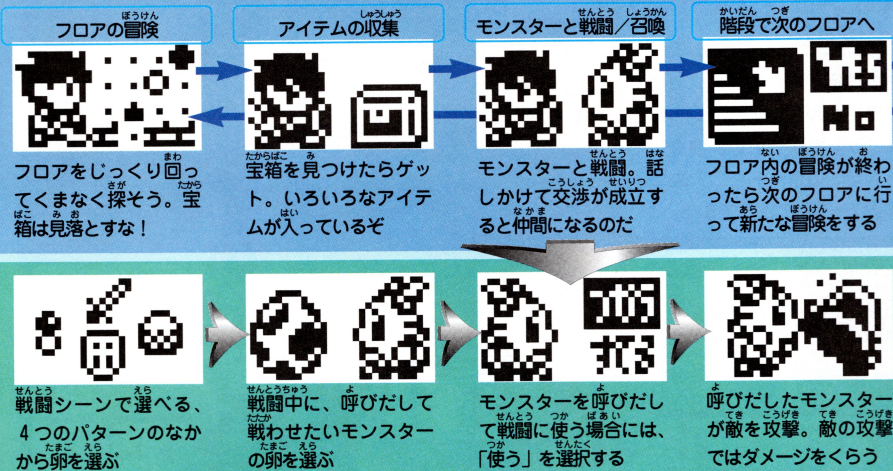 フロアの冒険
フロアをじっくり回っ
てくまなく探そう。宝
箱は見落とすな！
アイテムの収集
宝箱を見つけたらゲッ
ト。いろいろなアイテ
ムが入っているぞ
モンスターと戦闘／召喚
モンスターと戦闘。話
しかけて交渉が成立す
ると仲間になるのだ
階段で次のフロアへ
YES
No
フロア内の冒険が終わ
ったら次のフロアに行
って新たな冒険をする
戦闘シーンで選べる、
4つのパターンのなか
から卵を選ぶ
戦闘中に、呼びだして
戦わせたいモンスター
の卵を選ぶ
すてる
モンスターを呼びだし
て戦闘に使う場合には、
「使う」を選択する
呼びだしたモンスター
が敵を攻撃。敵の攻撃
ではダメージをくらう